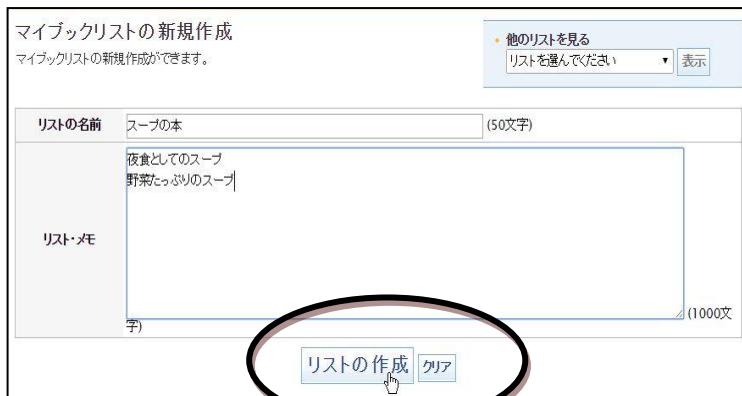 マイブックリストの新規作成
マイブックリストの新規作成ができます。
他のリストを見る
リストを選んでください 表示
リストの名前 スープの本 (50文字)
夜食としてのスープ
野菜たっぷりのスープ
リスト・メモ
(1000文
字)
リストの作成 クリア